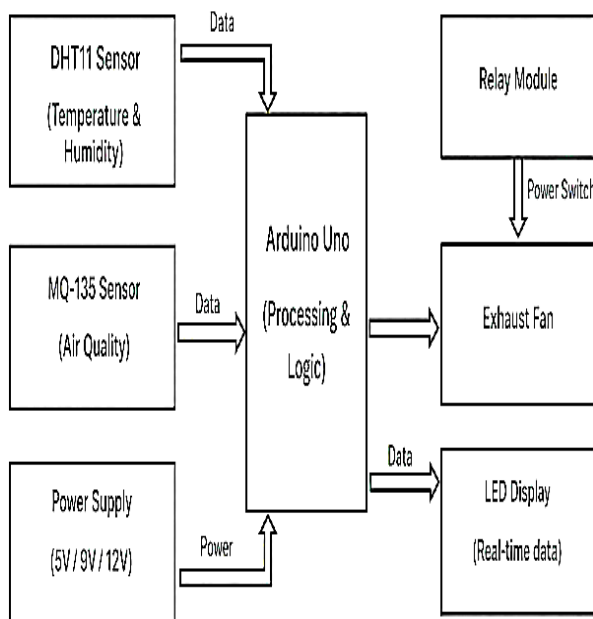 Data
DHT11 Sensor
(Temperature &
Humidity)
Relay Module
Power Switch
Arduino Uno
(Processing &
Logic)
MQ-135 Sensor
(Air Quality)
Data
Exhaust Fan
Data
LED Display
(Real-time data)
Power Supply
(5V / 9V / 12V)
Power